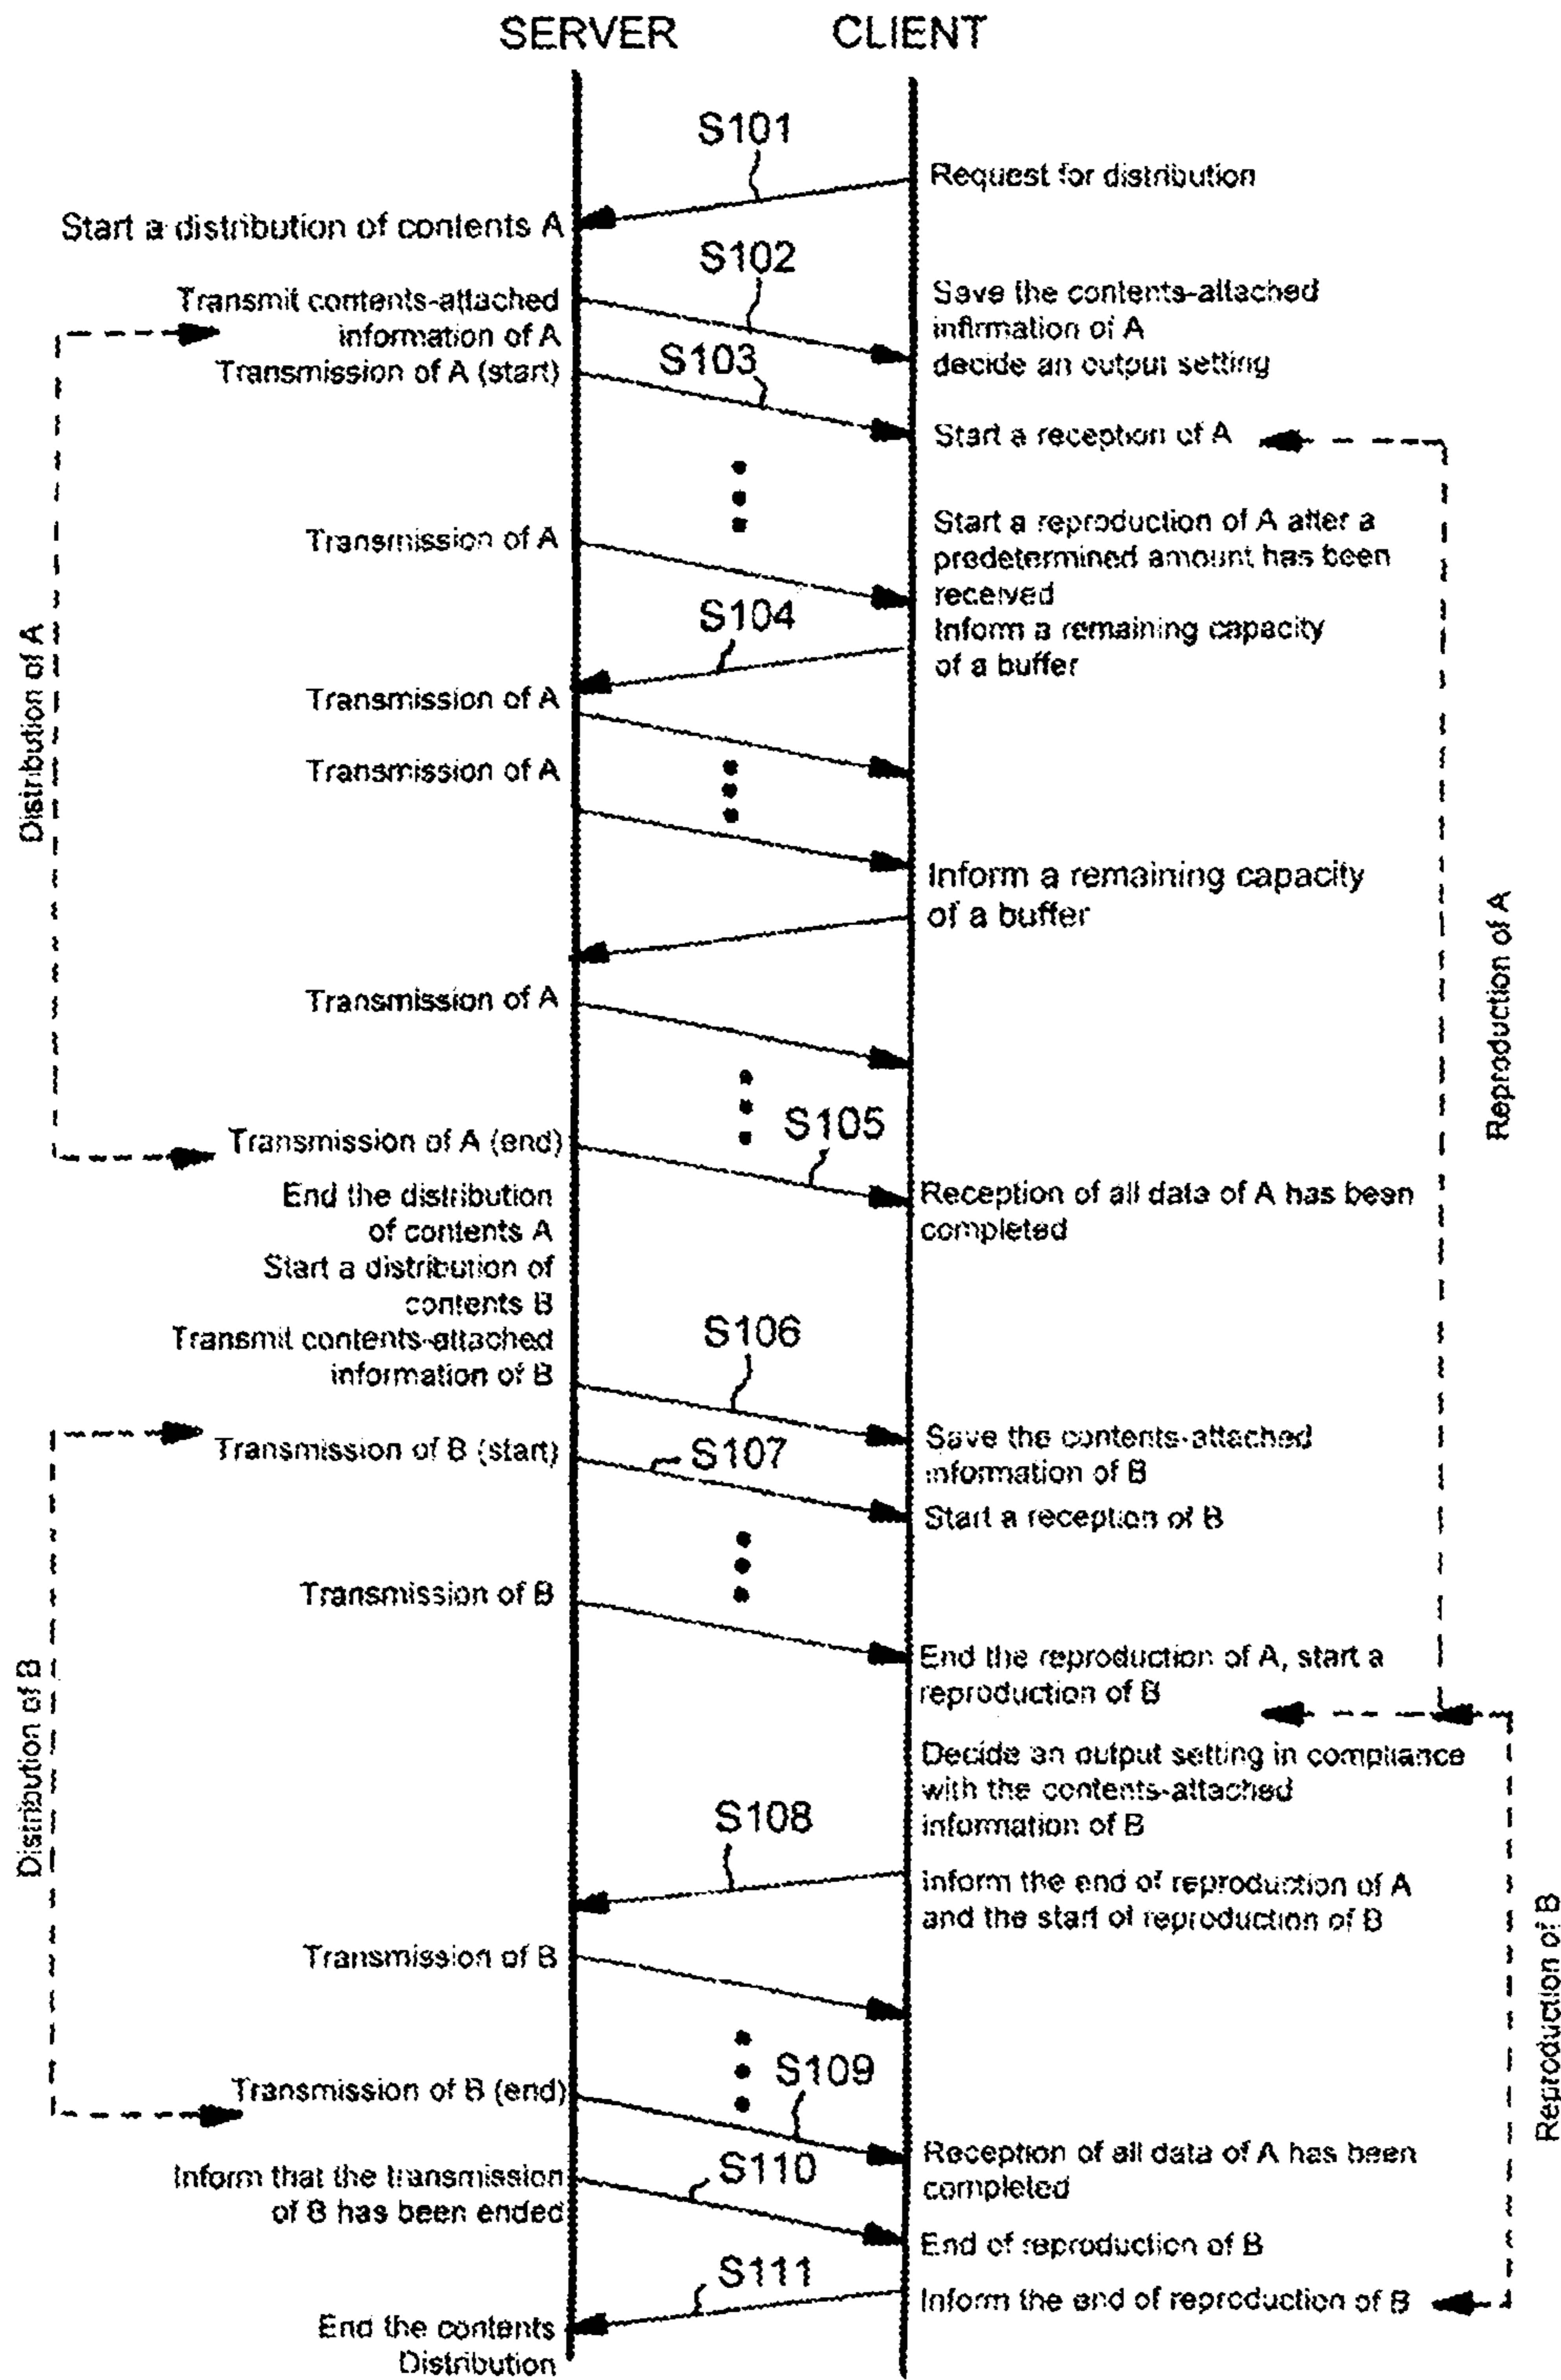 SERVER
CLIENT
S101
Request for distribution
Start a distribution of contents A
S102
Transmit contents-attached
information of A
Save the contents-attached
infirmation of A
decide an output setting
Transmission of A (start)
S103
Start a reception of A
Transmission of A
Start a reproduction of A after a
predetermined amount has been
received
S104
Inform a remaining capacity
of a buffer
Distribution of A
Transmission of A
Transmission of A
Inform a remaining capacity
of a buffer
Reproduction of A
Transmission of A
S105
Transmission of A (end)
Reception of all data of A has been
completed
End the distribution
of contents A
Start a distribution of
contents B
Transmit contents-attached
information of B
S106
Save the contents-attached
information of B
Transmission of B (start)
S107
Start a reception of B
Transmission of B
End the reproduction of A, start a
reproduction of B
Distribution of B
Decide an output setting in compliance
with the contents-attached
information of B
S108
Inform the end of reproduction of A
and the start of reproduction of B
Transmission of B
Reproduction of B
S109
Transmission of B (end)
Reception of all data of A has been
completed
S110
Inform that the transmission
of B has been ended
End of reproduction of B
S111
Inform the end of reproduction of B
End the contents
Distribution